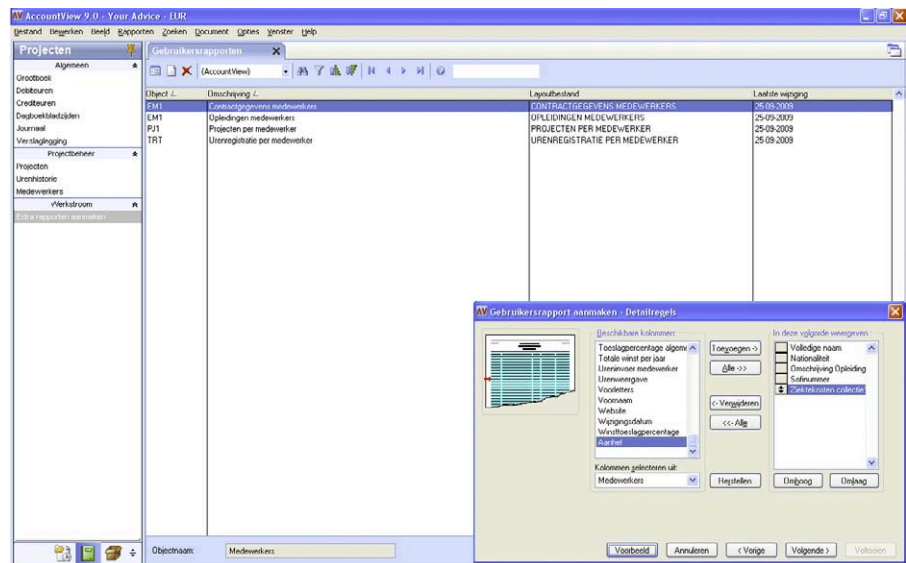 AccountView 9.0 - Your Advice - EUR
Bestand Bewerken Beeld Rapporten Zoeken Document Opties Venster Help
Projecten
Algemeen
Grootboek
Debiteuren
Crediteuren
Dagboekbladzijden
Journaal
Verslaglegging
Projectbeheer
Projecten
Urenhistorie
Medewerkers
Werkstroom
Extra rapporten aanmaken
Gebruikersrapporten
(AccountView)
Object Omschrijving Layoutbestand Laatste wijziging
EM1 Contractgegevens medewerkers CONTRACTGEGEVENS MEDEWERKERS 25-09-2009
EM1 Opleidingen medewerkers OPLEIDINGEN MEDEWERKERS 25-09-2009
PJ1 Projecten per medewerker PROJECTEN PER MEDEWERKER 25-09-2009
TRT Urenregistratie per medewerker URENREGISTRATIE PER MEDEWERKER 25-09-2009
Objectnaam: Medewerkers
Gebruikersrapport aanmaken - Detailregels
Beschikbare kolommen:
Toeslagpercentage algeme
Totale winst per jaar
Ureninvoer medewerker
Urenweergave
Voorletters
Voornaam
Website
Wijzigingsdatum
Winsttoeslagpercentage
Aanhef
Kolommen selecteren uit:
Medewerkers
Toevoegen ->
Alle ->>
<- Verwijderen
<<- Alle
Herstellen
In deze volgorde weergeven :
Volledige naam
Nationaliteit
Omschrijving Opleiding
Sofinummer
Ziektekosten collectie
Omhoog Omlaag
Voorbeeld Annuleren < Vorige Volgende > Voltooien